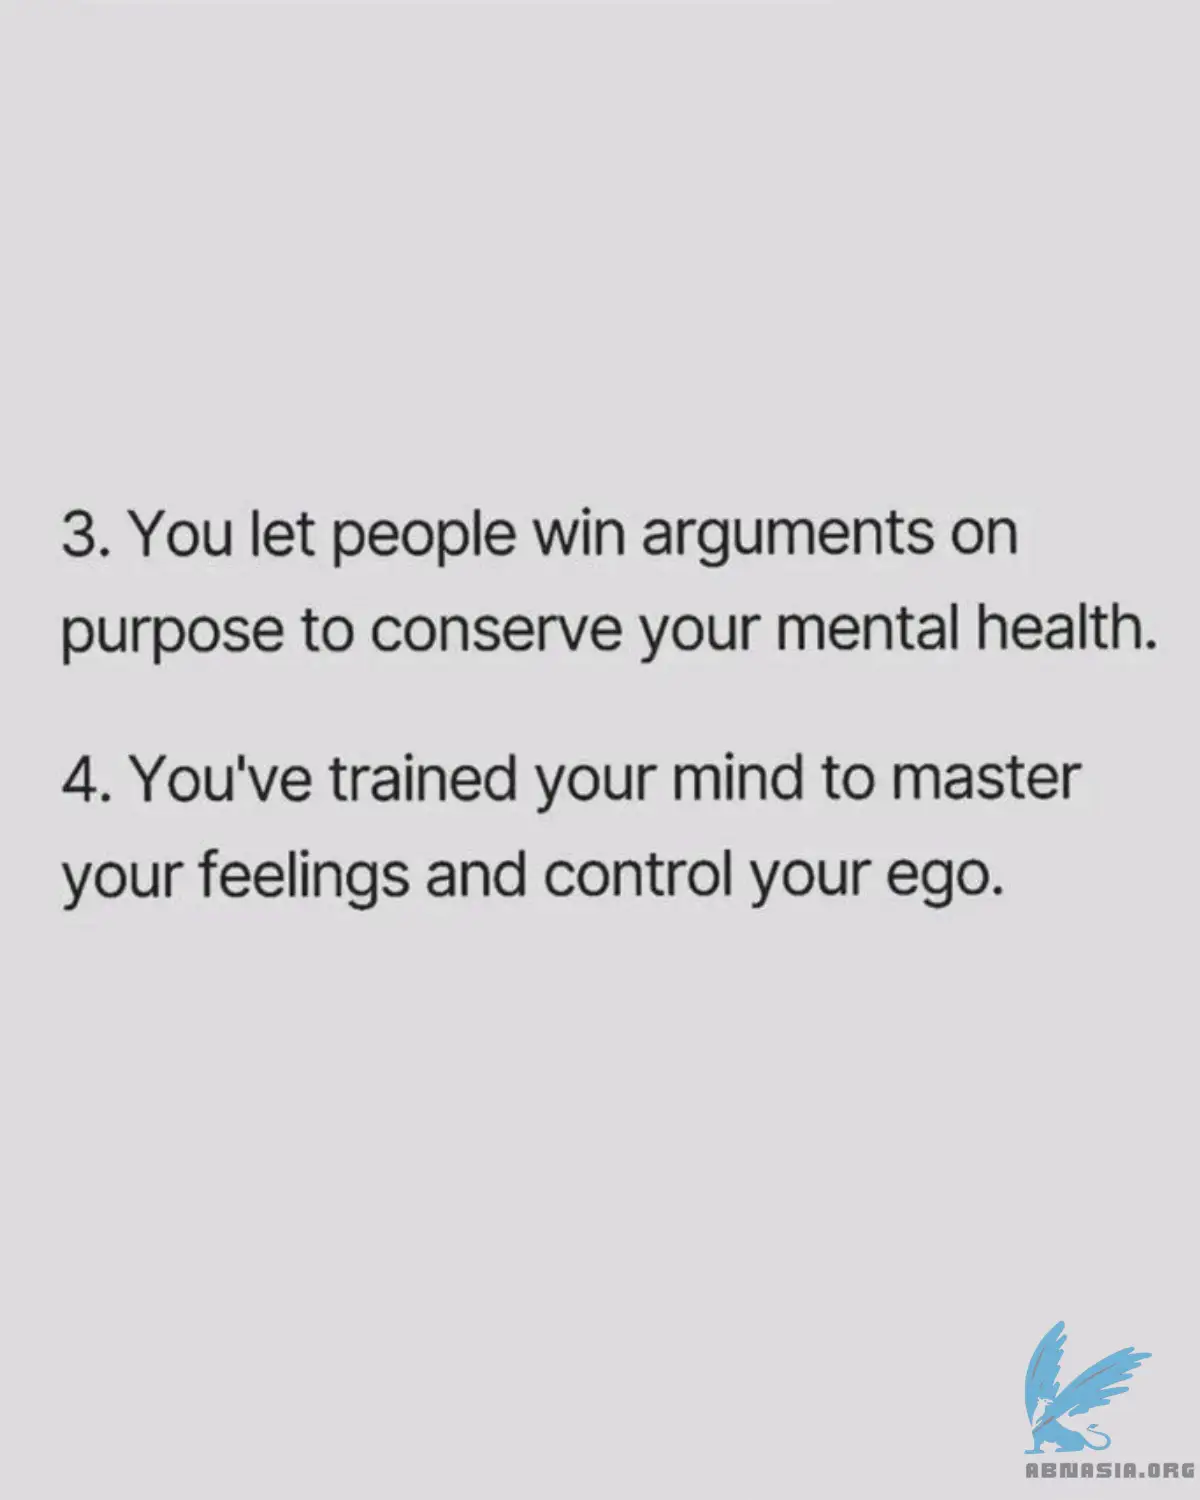 3. You let people win arguments on
purpose to conserve your mental health.
4. You've trained your mind to master
your feelings and control your ego.
ABNASIA.ORG